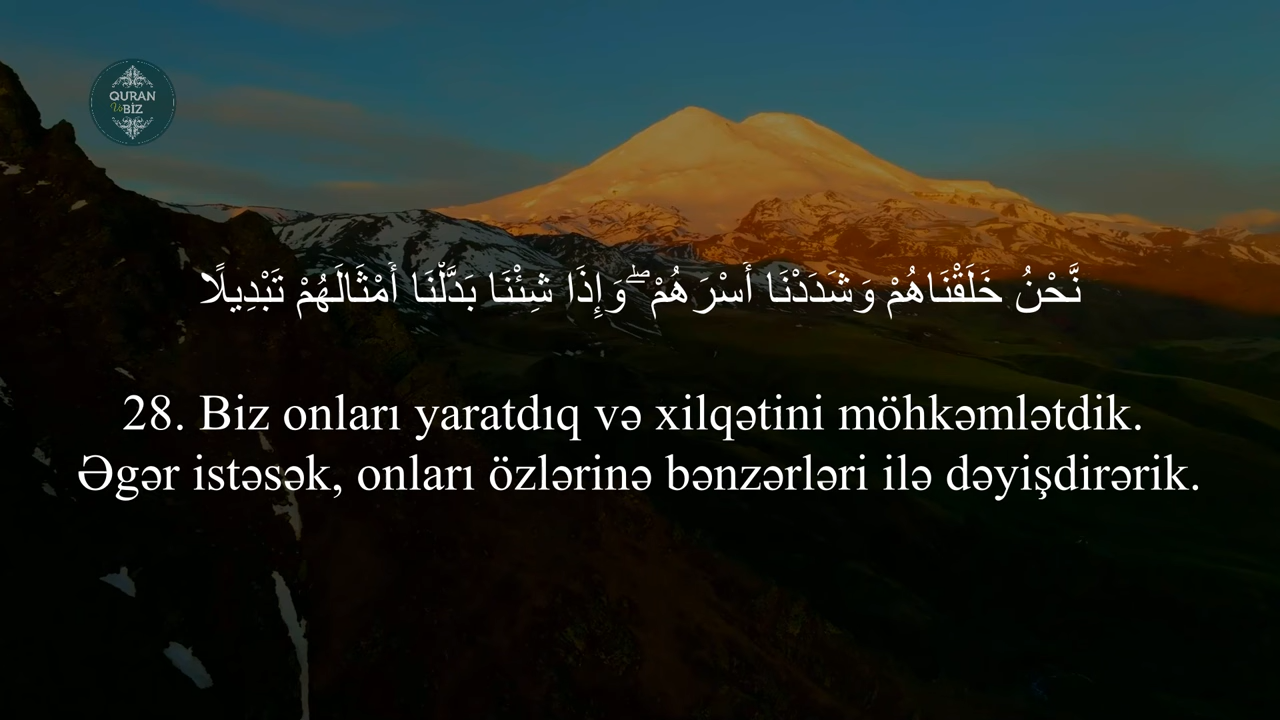 QURAN
Və
BİZ
نَّحْنُ خَلَقْنَاهُمْ وَشَدَدْنَا أَسْرَهُمْ ۖ وَإِذَا شِئْنَا بَدَّلْنَا أَمْثَالَهُمْ تَبْدِيلًا
28. Biz onları yaratdıq və xilqətini möhkəmlətdik.
Əgər istəsək, onları özlərinə bənzərləri ilə dəyişdirərik.